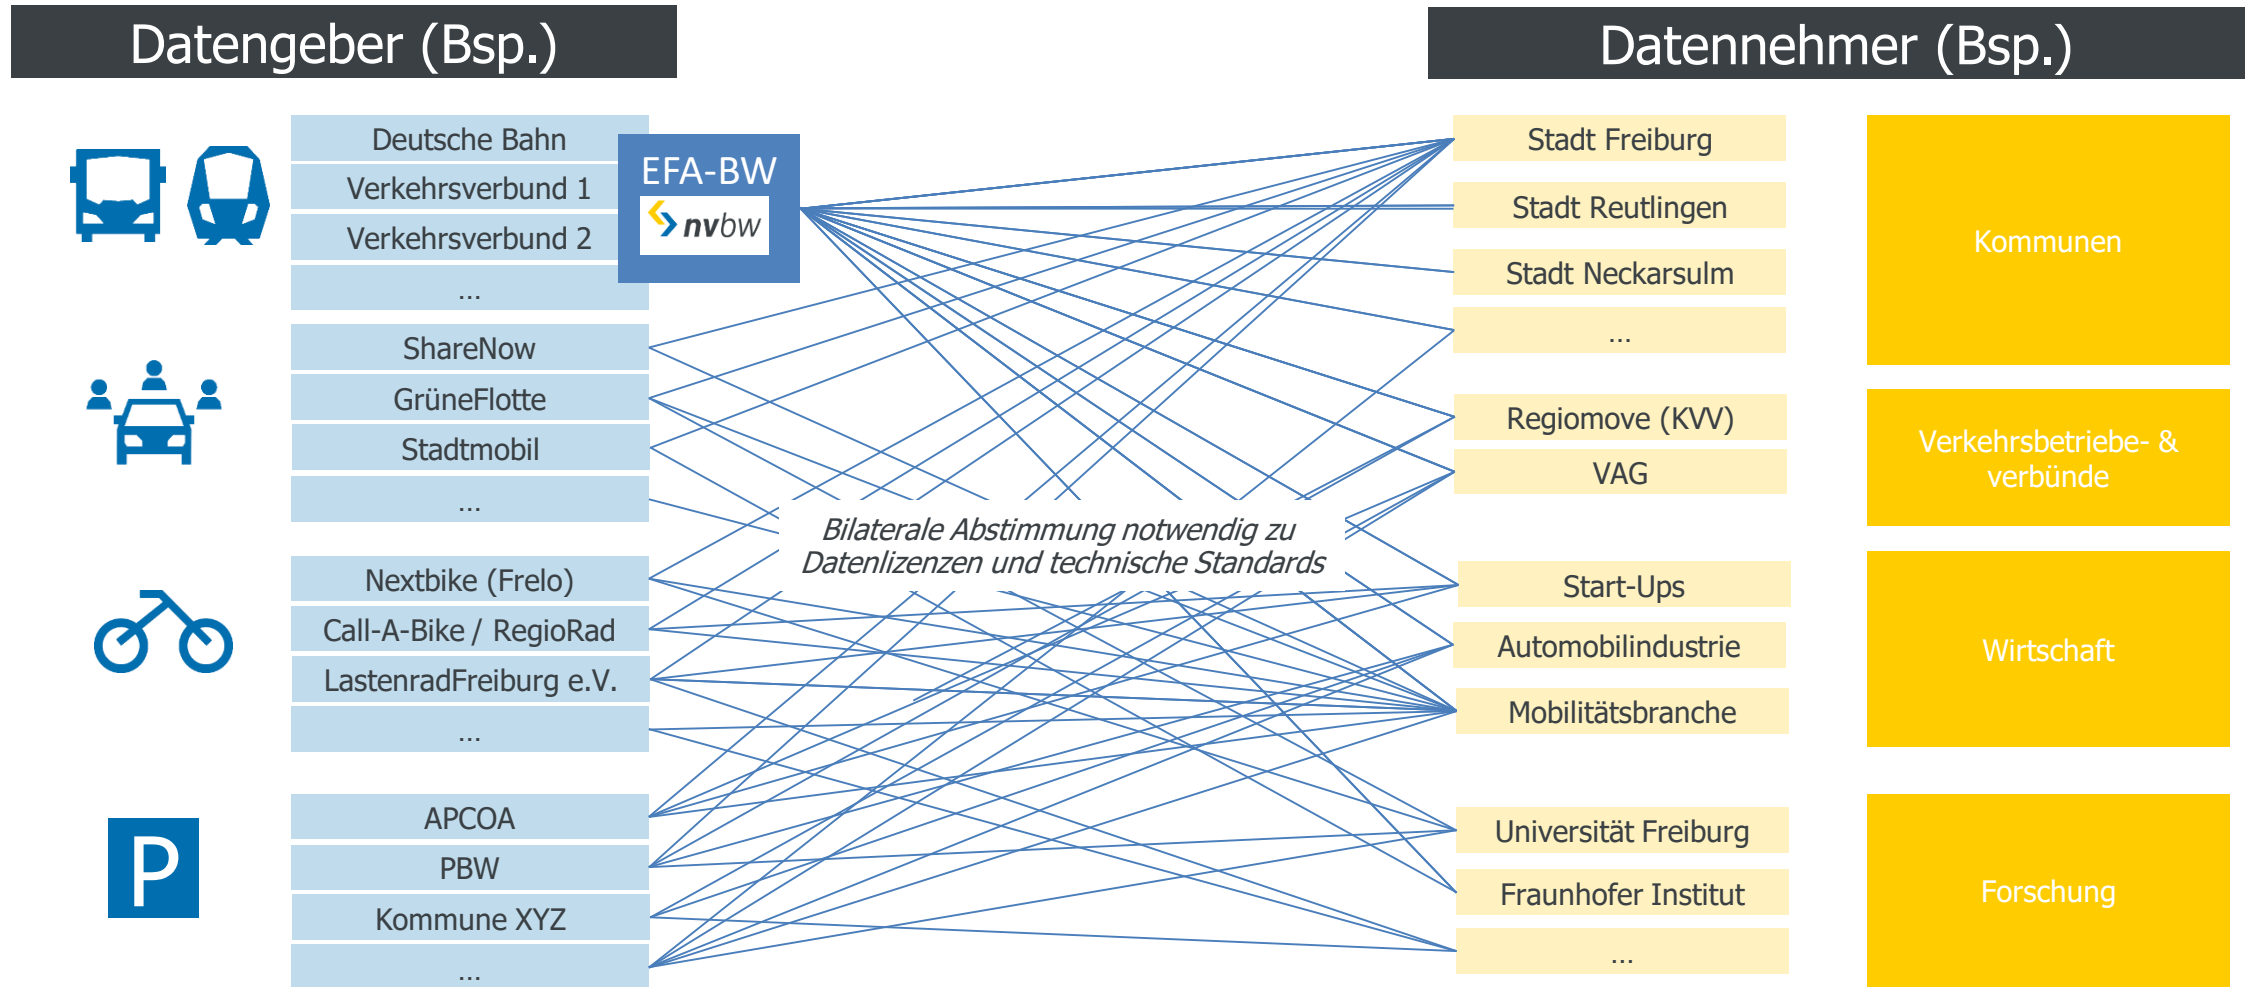 Datengeber (Bsp.)
Datennehmer (Bsp.)
Deutsche Bahn
Verkehrsverbund 1
Verkehrsverbund 2
...
EFA-BW
nvbw
ShareNow
GrüneFlotte
Stadtmobil
...
Nextbike (Frelo)
Call-A-Bike / RegioRad
LastenradFreiburg e.V.
...
P
APCOA
PBW
Kommune XYZ
...
Bilaterale Abstimmung notwendig zu
Datenlizenzen und technische Standards
Stadt Freiburg
Stadt Reutlingen
Stadt Neckarsulm
...
Kommunen
Regiomove (KVV)
VAG
Verkehrsbetriebe- &
verbünde
Start-Ups
Automobilindustrie
Mobilitätsbranche
Wirtschaft
Universität Freiburg
Fraunhofer Institut
...
Forschung